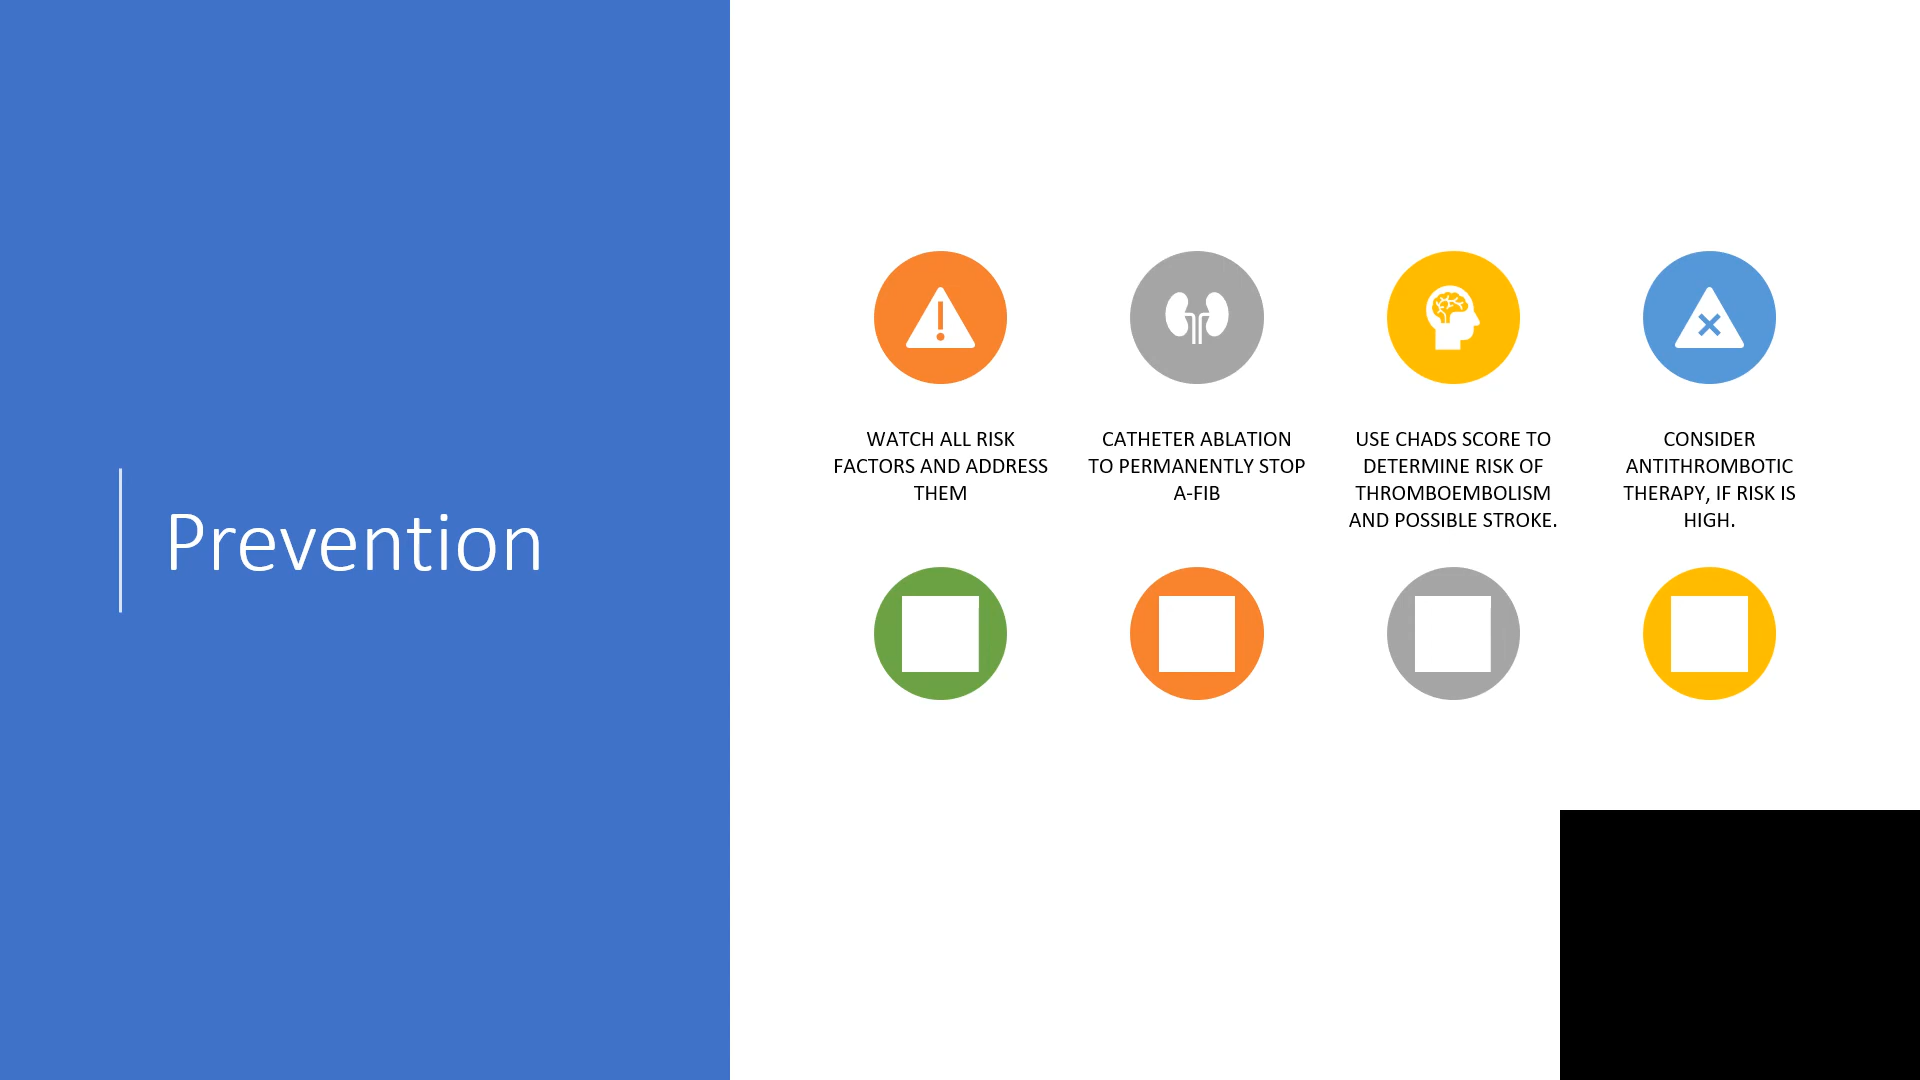 Prevention
WATCH ALL RISK
FACTORS AND ADDRESS
THEM
CATHETER ABLATION
TO PERMANENTLY STOP
A-FIB
USE CHADS SCORE TO
DETERMINE RISK OF
THROMBOEMBOLISM
AND POSSIBLE STROKE.
CONSIDER
ANTITHROMBOTIC
THERAPY, IF RISK IS
HIGH.